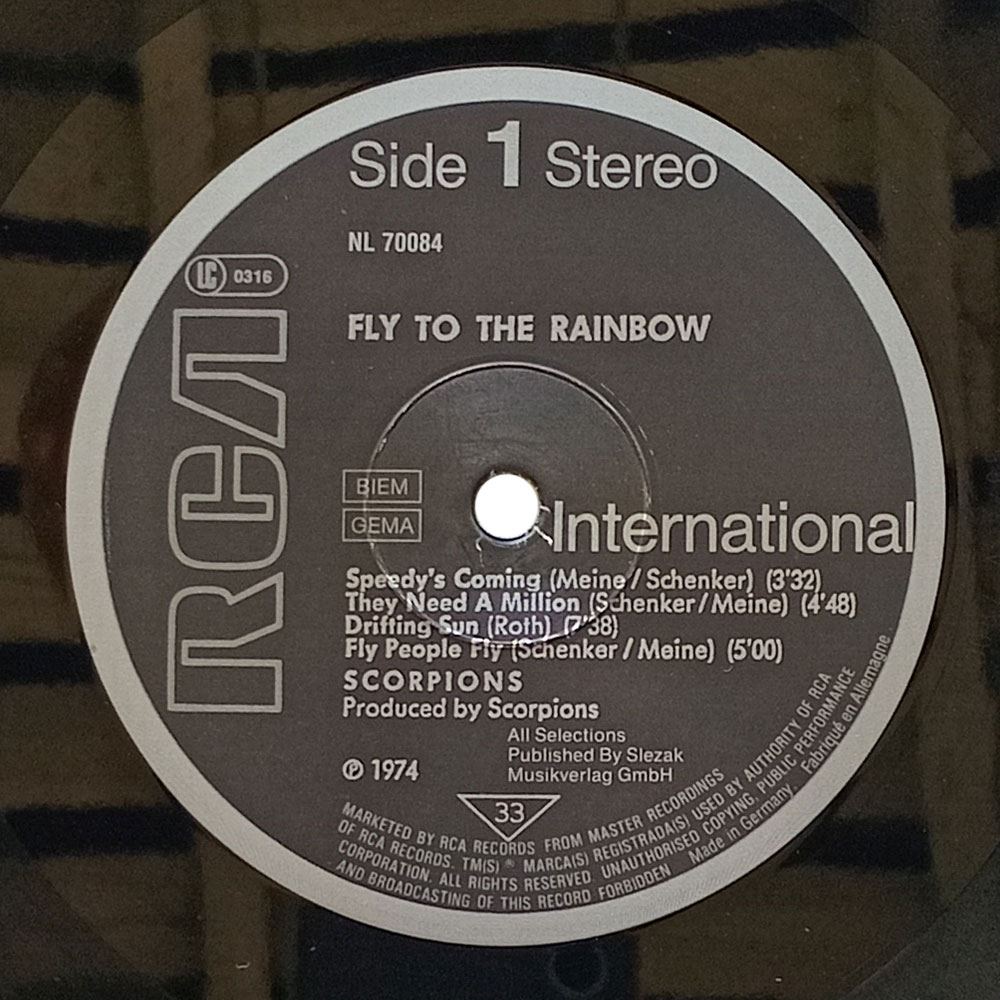 Side 1 Stereo
NL 70084
LC 0316
FLY TO THE RAINBOW
RCA
BIEM
GEMA
International
Speedy's Coming (Meine/Schenker) (3'32)
They Need A Million (Schenker/Meine) (4'48)
Drifting Sun (Roth) (7'38)
Fly People Fly (Schenker/Meine) (5'00)
SCORPIONS
Produced by Scorpions
All Selections
Published By Slezak
Musikverlag GmbH
℗ 1974
33
MARKETED BY RCA RECORDS FROM MASTER RECORDINGS
OF RCA RECORDS. TM(S) ® MARCA(S) REGISTRADA(S) USED BY AUTHORITY OF RCA
CORPORATION. ALL RIGHTS RESERVED UNAUTHORISED COPYING, PUBLIC PERFORMANCE
AND BROADCASTING OF THIS RECORD FORBIDDEN Made in Germany. Fabriqué en Allemagne